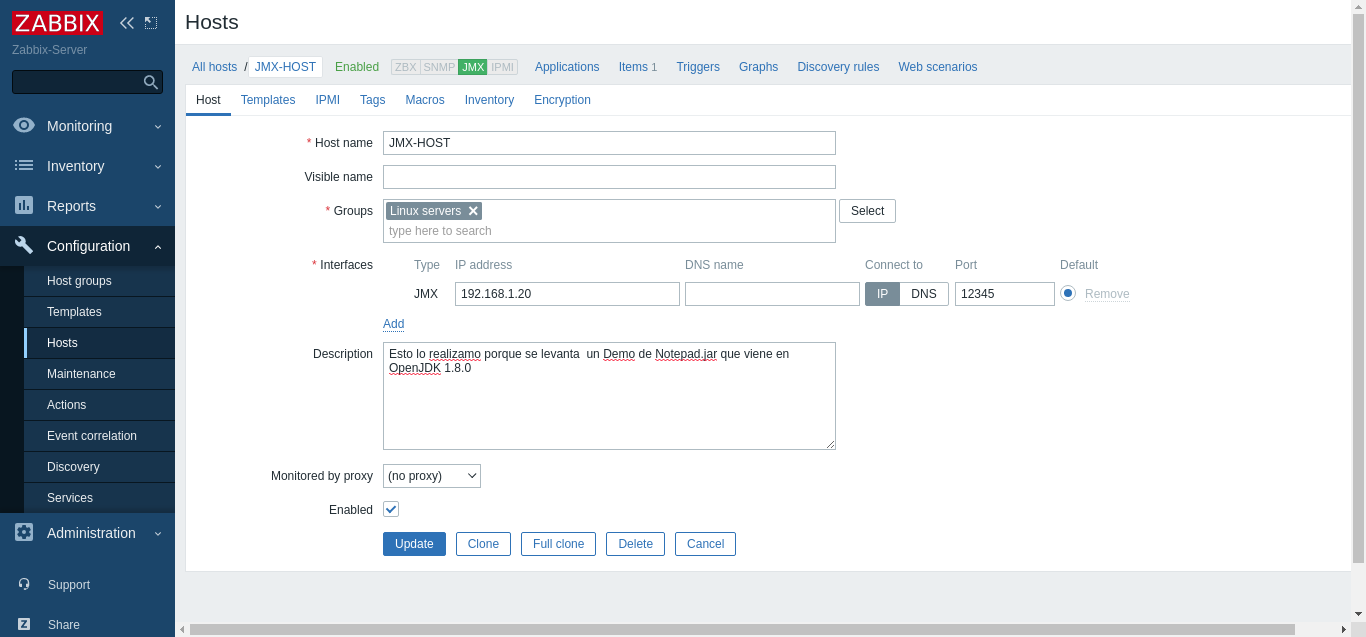 ZABBIX
Zabbix-Server
Monitoring
Inventory
Reports
Configuration
Host groups
Templates
Hosts
Maintenance
Actions
Event correlation
Discovery
Services
Administration
Support
Share
Hosts
All hosts / JMX-HOST Enabled ZBX SNMP JMX IPMI Applications Items 1 Triggers Graphs Discovery rules Web scenarios
Host Templates IPMI Tags Macros Inventory Encryption
* Host name JMX-HOST
Visible name
* Groups Linux servers Select
type here to search
* Interfaces Type IP address DNS name Connect to Port Default
JMX 192.168.1.20 IP DNS 12345 Remove
Add
Description Esto lo realizamo porque se levanta  un Demo de Notepad.jar que viene en
OpenJDK 1.8.0
Monitored by proxy (no proxy)
Enabled
Update Clone Full clone Delete Cancel